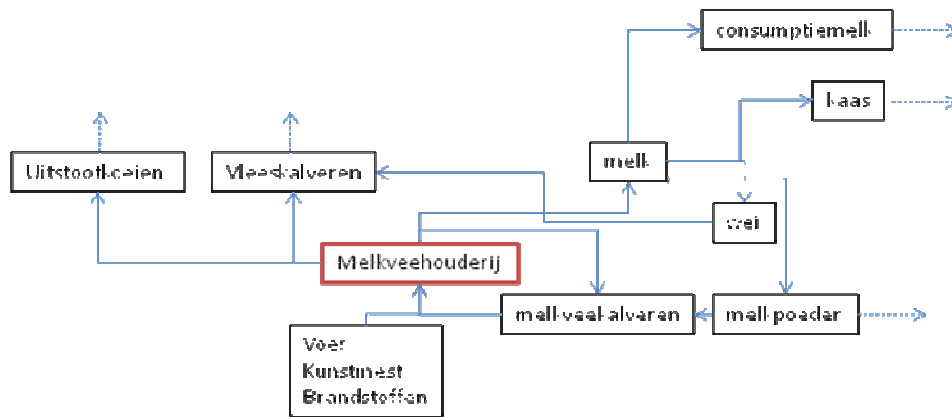 consumptiemelk
kaas
melk
Uitstootkoeien
Vleeskalveren
wei
Melkveehouderij
melkveekalveren
melkpoeder
Voer
Kunstmest
Brandstoffen